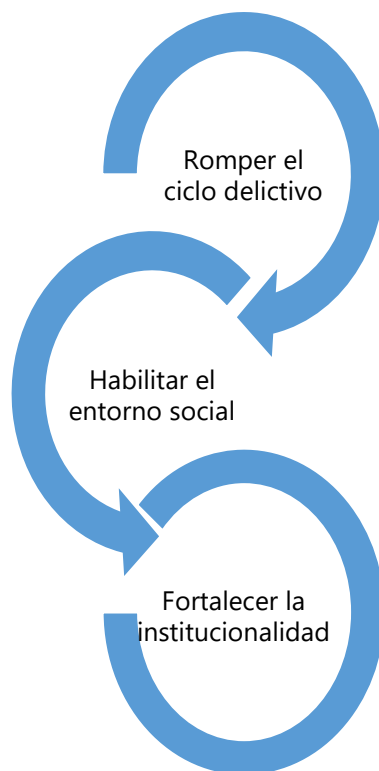 Romper el
ciclo delictivo
Habilitar el
entorno social
Fortalecer la
institucionalidad